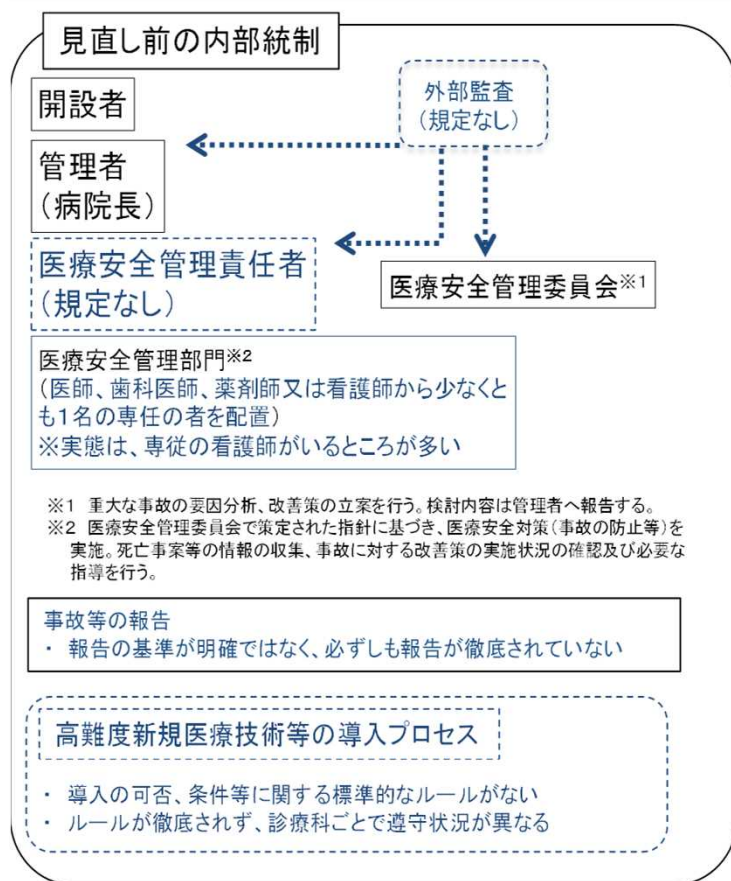 見直し前の内部統制
開設者
外部監査
(規定なし)
管理者
(病院長)
医療安全管理責任者
(規定なし)
医療安全管理委員会※1
医療安全管理部門※2
(医師、歯科医師、薬剤師又は看護師から少なくと
も1名の専任の者を配置)
※実態は、専従の看護師がいるところが多い
※1 重大な事故の要因分析、改善策の立案を行う。検討内容は管理者へ報告する。
※2 医療安全管理委員会で策定された指針に基づき、医療安全対策(事故の防止等)を
実施。死亡事案等の情報の収集、事故に対する改善策の実施状況の確認及び必要な
指導を行う。
事故等の報告
・ 報告の基準が明確ではなく、必ずしも報告が徹底されていない
高難度新規医療技術等の導入プロセス
・ 導入の可否、条件等に関する標準的なルールがない
・ ルールが徹底されず、診療科ごとで遵守状況が異なる